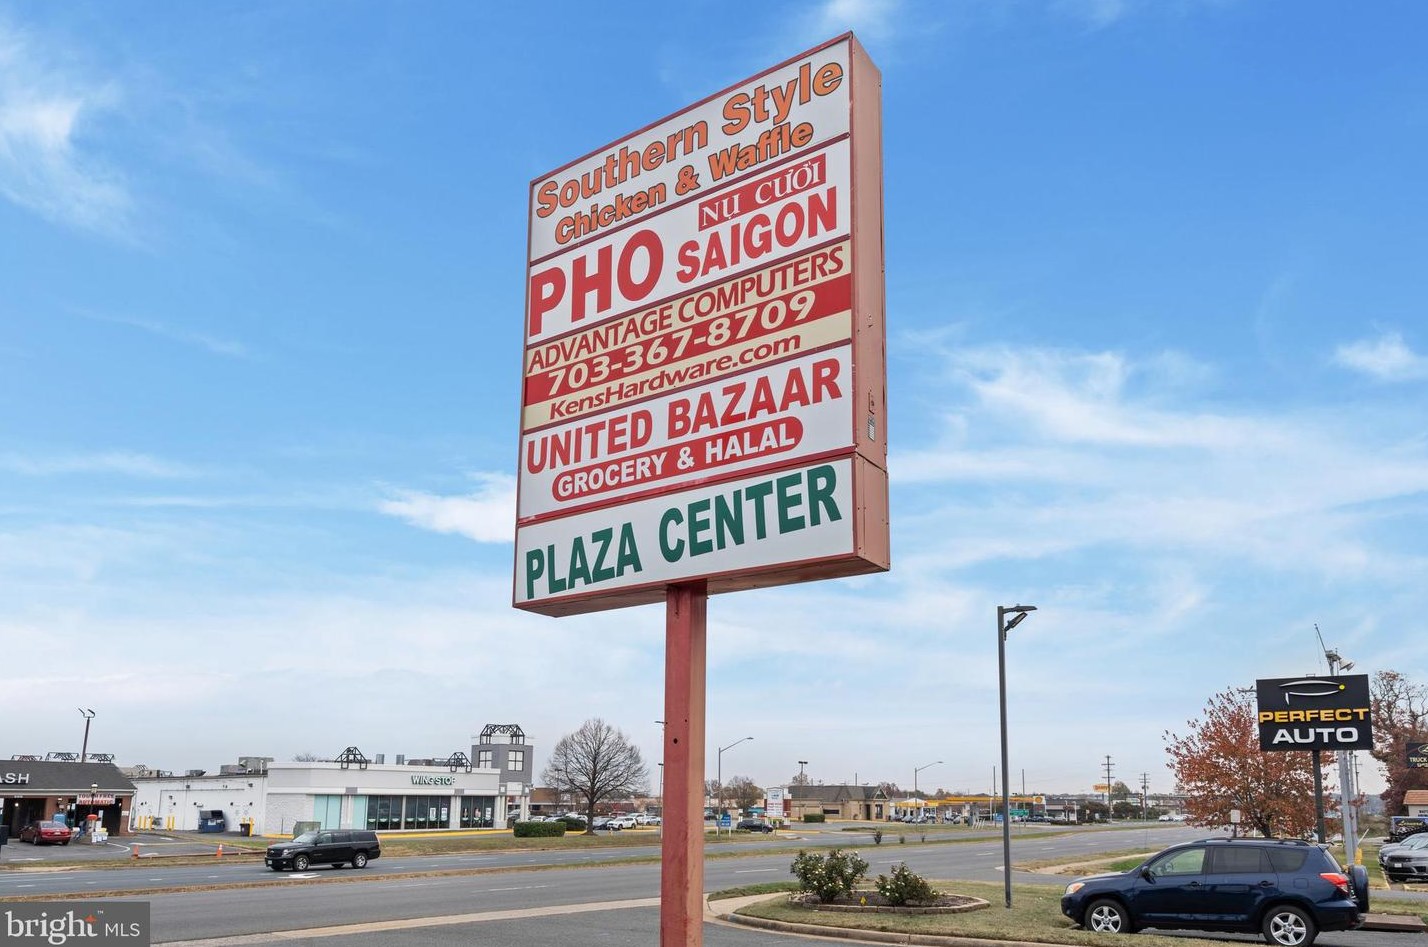 Southern Style
Chicken & Waffle
NỤ CƯỜI
PHO SAIGON
ADVANTAGE COMPUTERS
703-367-8709
KensHardware.com
UNITED BAZAAR
GROCERY & HALAL
PLAZA CENTER
PERFECT
AUTO
WINGSTOP
ASH
TRUCK
bright MLS